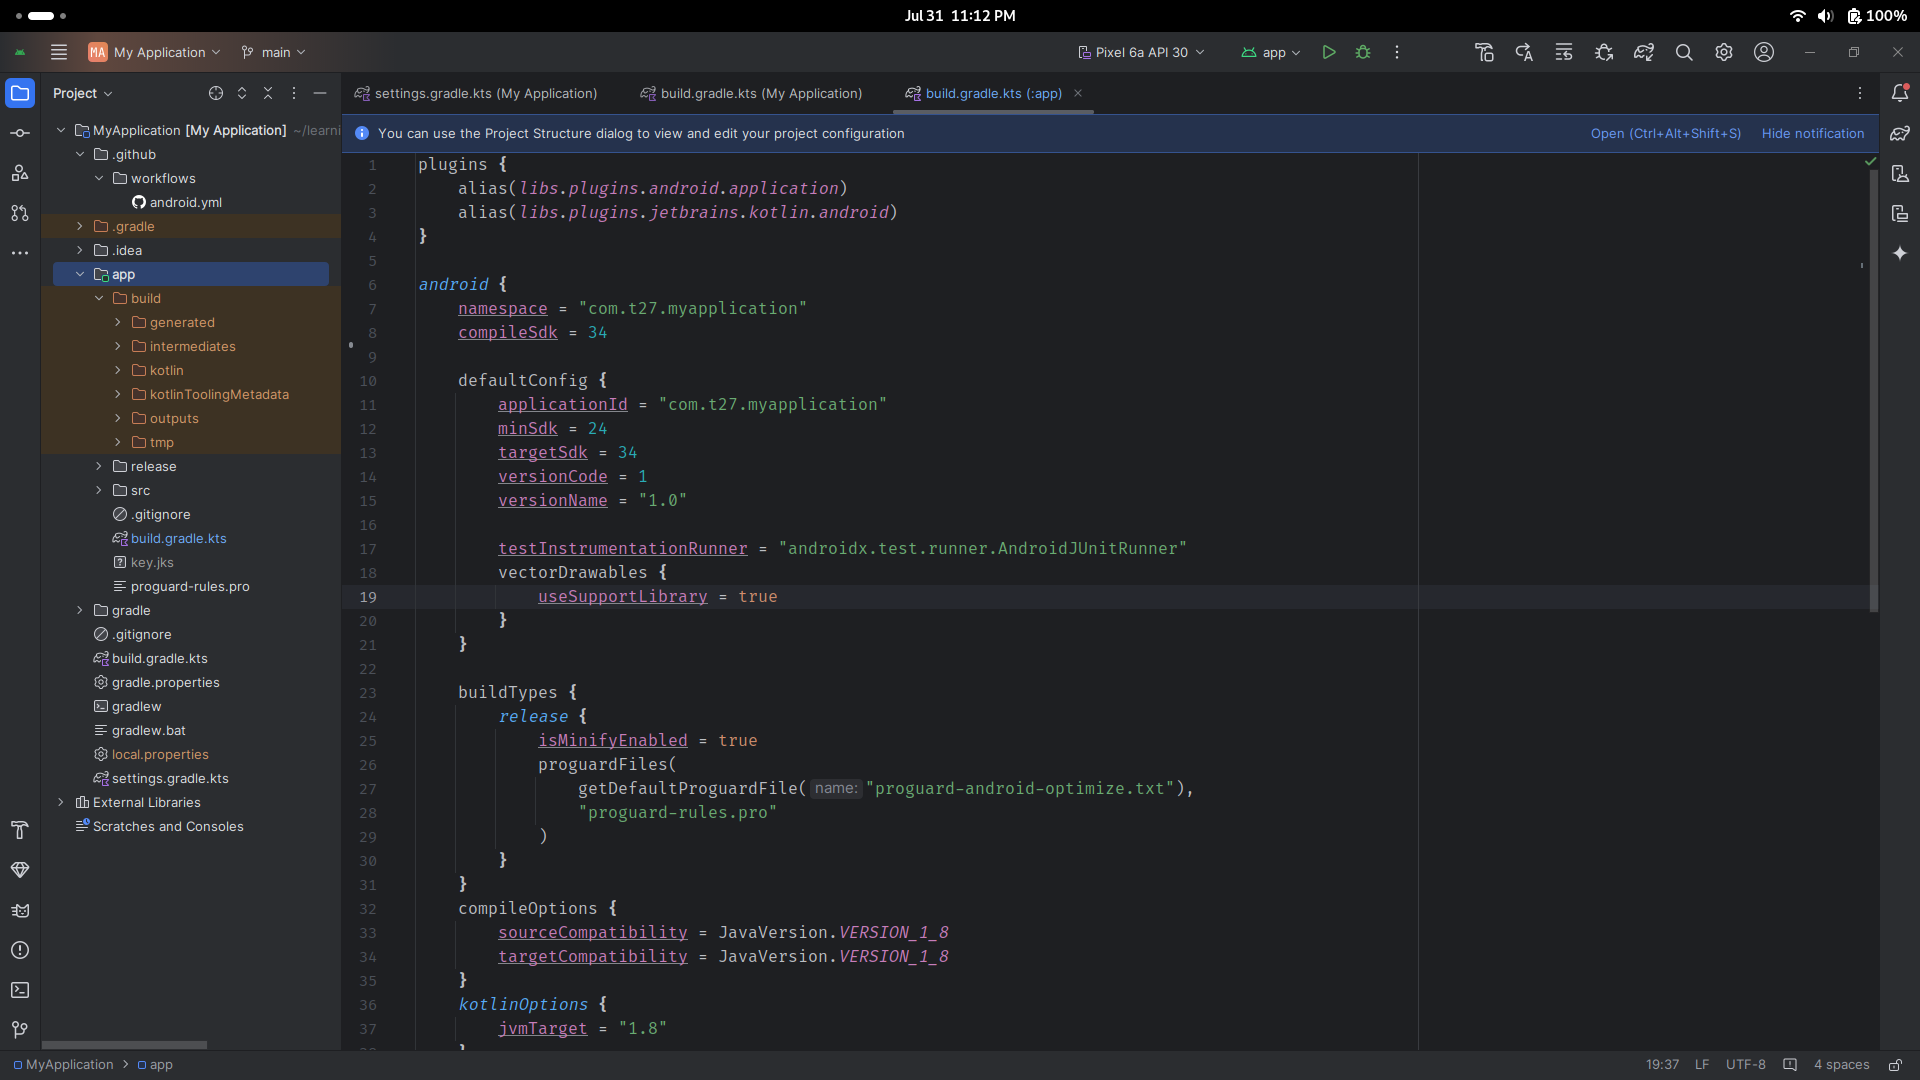 Jul 31 11:12 PM
100%
MA My Application main
Pixel 6a API 30 app
Project
settings.gradle.kts (My Application) build.gradle.kts (My Application) build.gradle.kts (:app)
You can use the Project Structure dialog to view and edit your project configuration Open (Ctrl+Alt+Shift+S) Hide notification
MyApplication [My Application] ~/learni
.github
workflows
android.yml
.gradle
.idea
app
build
generated
intermediates
kotlin
kotlinToolingMetadata
outputs
tmp
release
src
.gitignore
build.gradle.kts
key.jks
proguard-rules.pro
gradle
.gitignore
build.gradle.kts
gradle.properties
gradlew
gradlew.bat
local.properties
settings.gradle.kts
External Libraries
Scratches and Consoles
1 plugins {
2 alias(libs.plugins.android.application)
3 alias(libs.plugins.jetbrains.kotlin.android)
4 }
5
6 android {
7 namespace = "com.t27.myapplication"
8 compileSdk = 34
9
10 defaultConfig {
11 applicationId = "com.t27.myapplication"
12 minSdk = 24
13 targetSdk = 34
14 versionCode = 1
15 versionName = "1.0"
16
17 testInstrumentationRunner = "androidx.test.runner.AndroidJUnitRunner"
18 vectorDrawables {
19 useSupportLibrary = true
20 }
21 }
22
23 buildTypes {
24 release {
25 isMinifyEnabled = true
26 proguardFiles(
27 getDefaultProguardFile( name: "proguard-android-optimize.txt"),
28 "proguard-rules.pro"
29 )
30 }
31 }
32 compileOptions {
33 sourceCompatibility = JavaVersion.VERSION_1_8
34 targetCompatibility = JavaVersion.VERSION_1_8
35 }
36 kotlinOptions {
37 jvmTarget = "1.8"
MyApplication > app
19:37 LF UTF-8 4 spaces